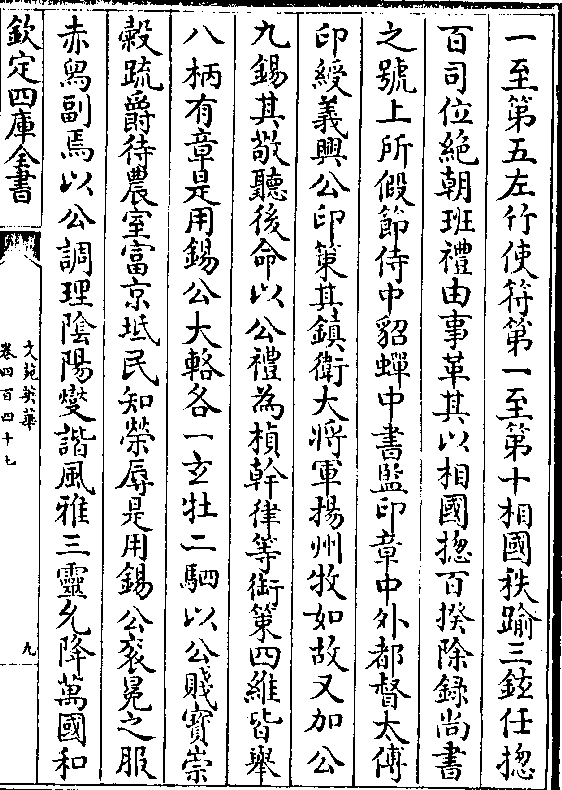 一至第五左竹使符第一至第十相國秩踰三鉉任揔
百司位絶朝班禮由事革其以相國揔百揆除録尚書
之號上所假節侍中貂蟬中書監印章中外都督太傅
印綬義興公印策其鎮衛大將軍揚州牧如故又加公
九錫其敬聽後命以公禮為楨幹律等銜策四維皆舉
八柄有章是用錫公大輅各一玄牡二駟以公賤寳崇
榖疏爵待農室富京坻民知榮辱是用錫公衮冕之服
赤舄副焉以公調理陰陽燮諧風雅三靈允降萬國和
欽定四庫全書
文苑英華
卷四百四十七
九